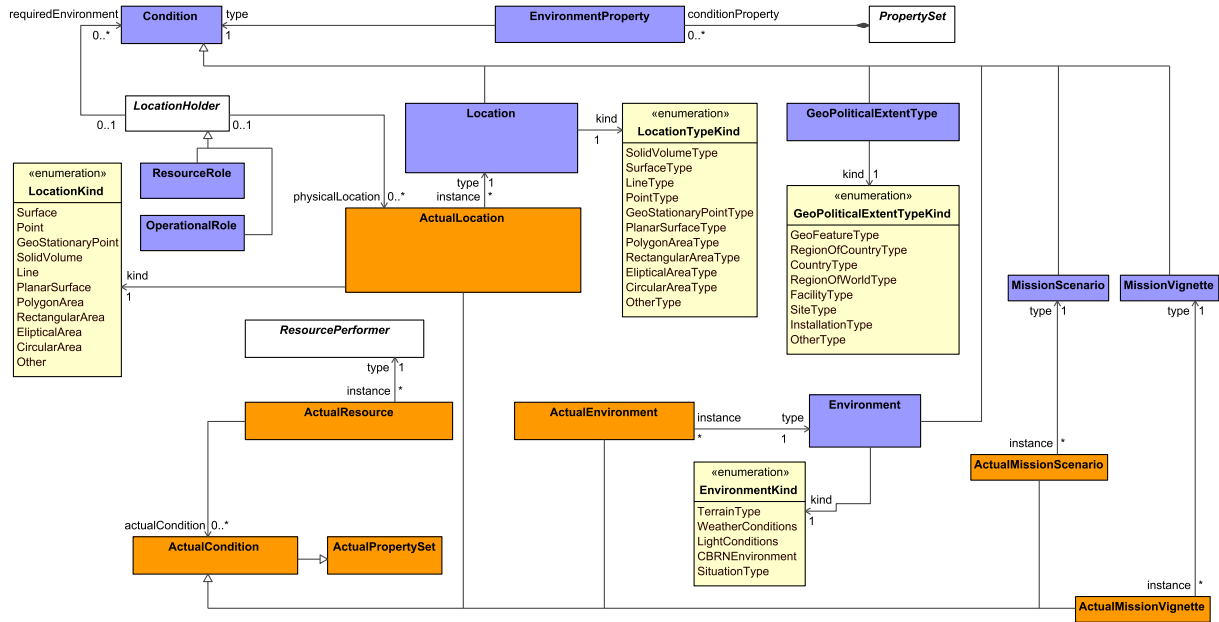 requiredEnvironment
0..*
Condition
type
1
EnvironmentProperty
conditionProperty
0..*
PropertySet
LocationHolder
0..1
0..1
ResourceRole
OperationalRole
Location
kind
1
«enumeration»
LocationTypeKind
SolidVolumeType
SurfaceType
LineType
PointType
GeoStationaryPointType
PlanarSurfaceType
PolygonAreaType
RectangularAreaType
ElipticalAreaType
CircularAreaType
OtherType
GeoPoliticalExtentType
kind
1
«enumeration»
GeoPoliticalExtentTypeKind
GeoFeatureType
RegionOfCountryType
CountryType
RegionOfWorldType
FacilityType
SiteType
InstallationType
OtherType
«enumeration»
LocationKind
Surface
Point
GeoStationaryPoint
SolidVolume
Line
PlanarSurface
PolygonArea
RectangularArea
ElipticalArea
CircularArea
Other
type
1
instance
*
physicalLocation
0..*
ActualLocation
kind
1
MissionScenario
type
1
MissionVignette
type
1
ResourcePerformer
type
1
instance
*
ActualResource
ActualEnvironment
instance
*
type
1
Environment
kind
1
«enumeration»
EnvironmentKind
TerrainType
WeatherConditions
LightConditions
CBRNEnvironment
SituationType
instance
*
ActualMissionScenario
actualCondition
0..*
ActualCondition
ActualPropertySet
instance
*
ActualMissionVignette